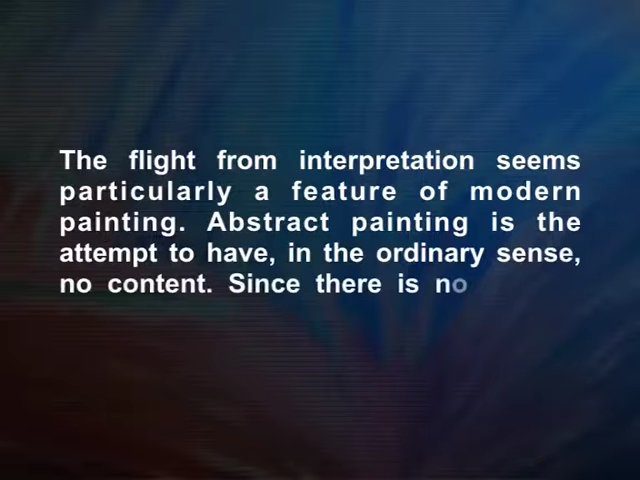 The flight from interpretation seems
particularly a feature of modern
painting. Abstract painting is the
attempt to have, in the ordinary sense,
no content. Since there is no